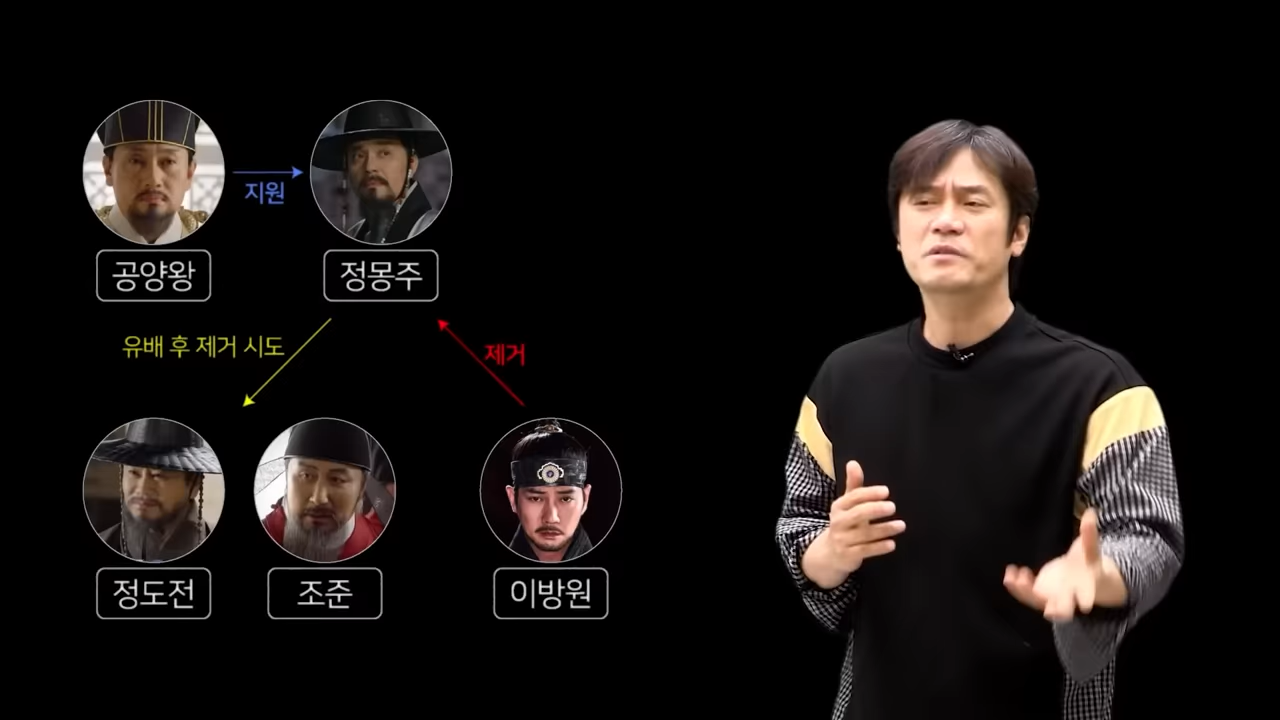 지원
공양왕
정몽주
유배 후 제거 시도
제거
정도전
조준
이방원